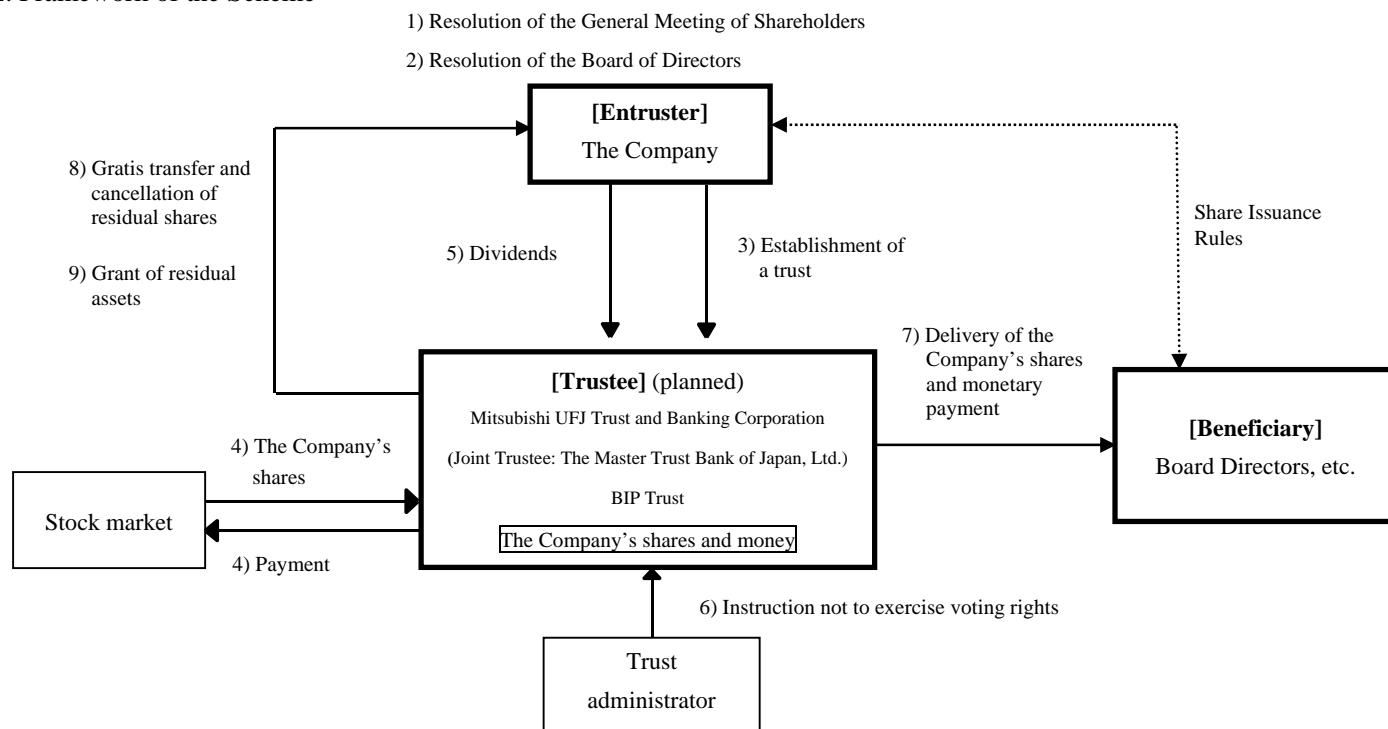 Framework of the Scheme
1) Resolution of the General Meeting of Shareholders
2) Resolution of the Board of Directors
[Entruster]
The Company
8) Gratis transfer and
cancellation of
residual shares
9) Grant of residual
assets
5) Dividends
3) Establishment of
a trust
Share Issuance
Rules
7) Delivery of the
Company’s shares
and monetary
payment
[Trustee] (planned)
Mitsubishi UFJ Trust and Banking Corporation
(Joint Trustee: The Master Trust Bank of Japan, Ltd.)
BIP Trust
The Company’s shares and money
[Beneficiary]
Board Directors, etc.
4) The Company’s
shares
Stock market
4) Payment
6) Instruction not to exercise voting rights
Trust
administrator